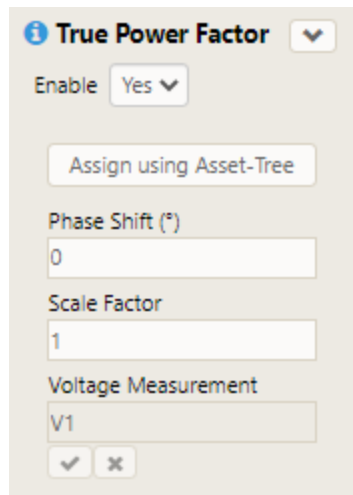 True Power Factor
Enable Yes
Assign using Asset-Tree
Phase Shift (°)
0
Scale Factor
1
Voltage Measurement
V1